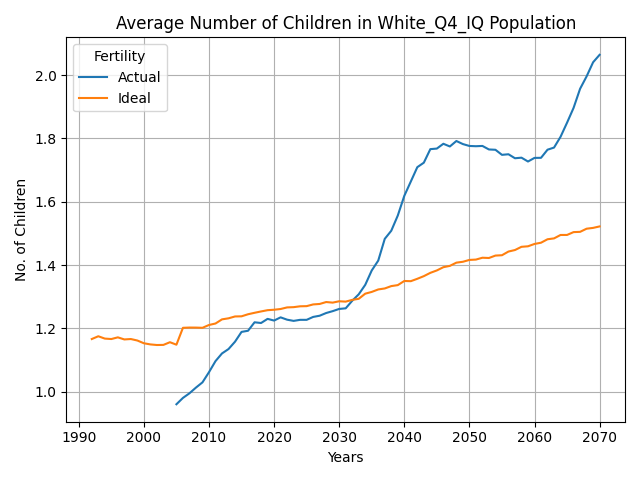 Average Number of Children in White_Q4_IQ Population
Fertility
Actual
Ideal
No. of Children
2.0
1.8
1.6
1.4
1.2
1.0
1990 2000 2010 2020 2030 2040 2050 2060 2070
Years